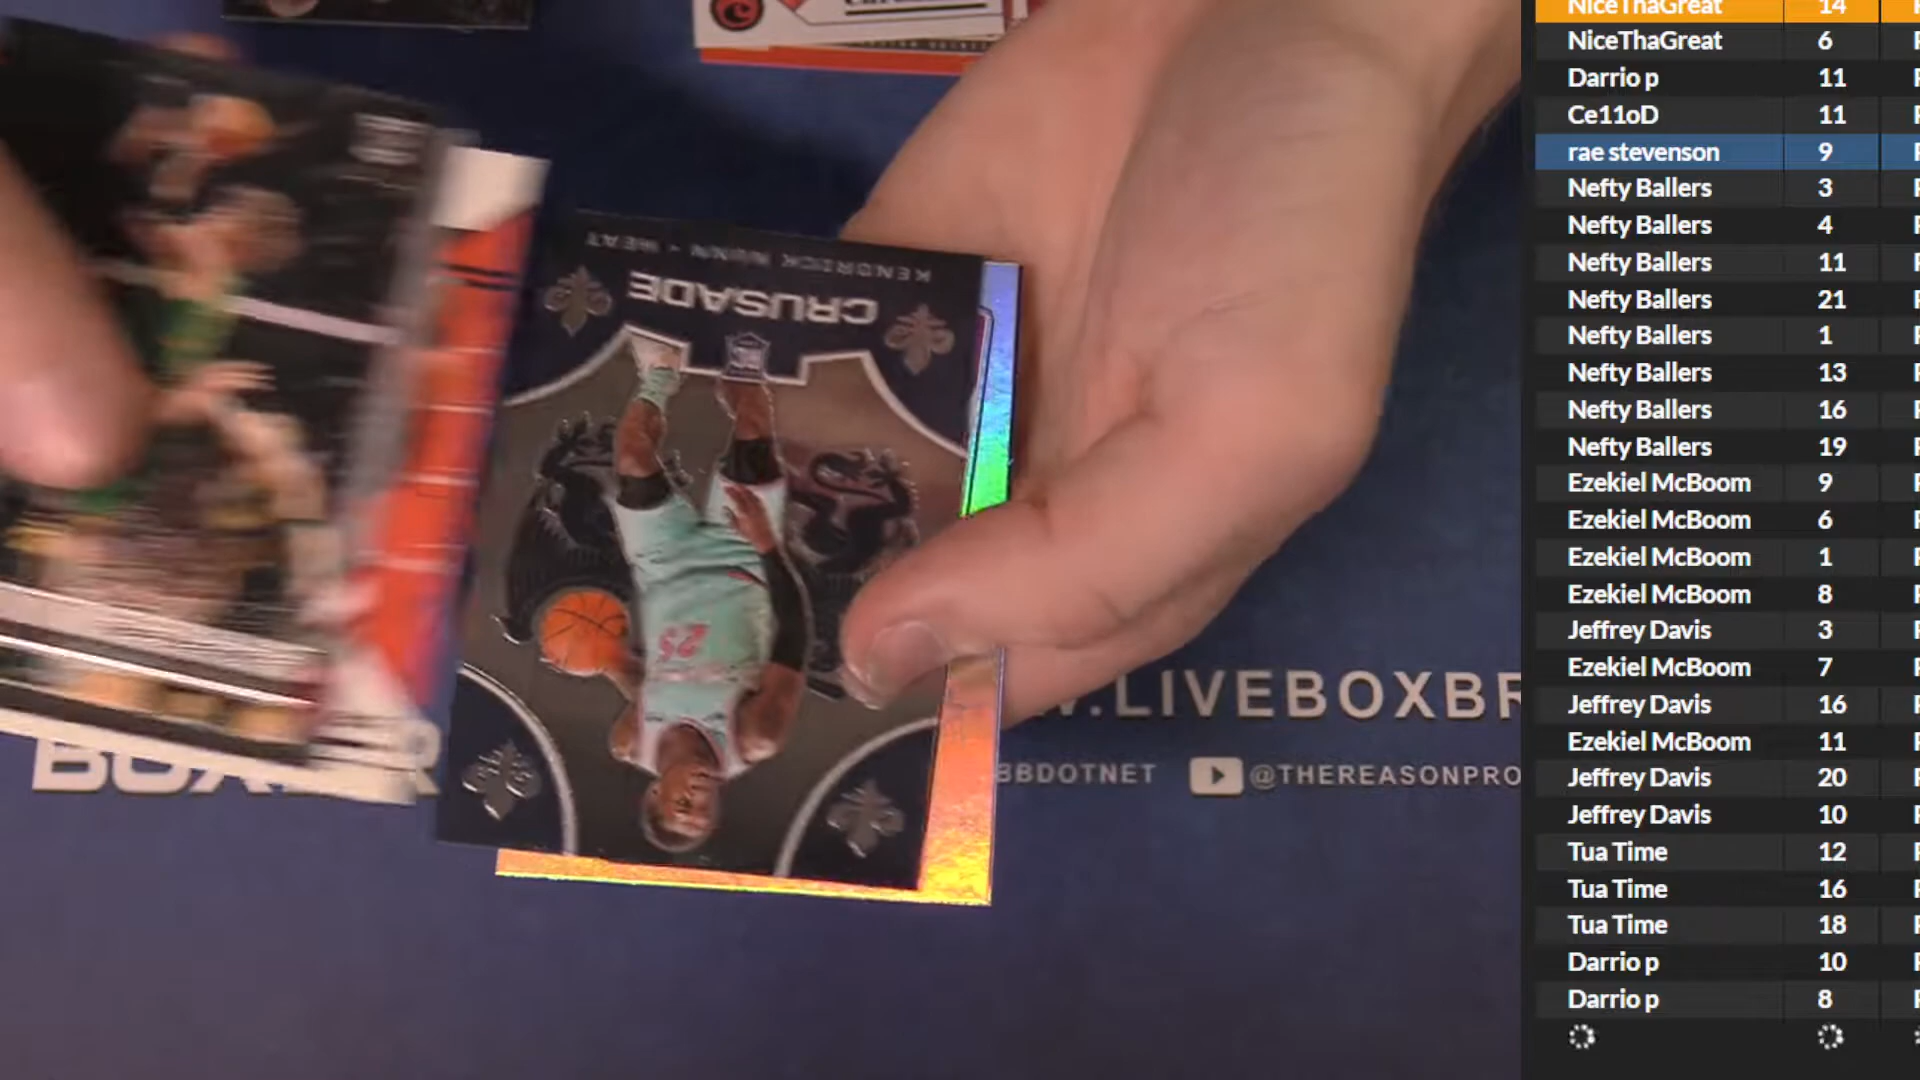 KENDRICK NUNN • HEAT
CRUSADE
25
.LIVEBOXBR
BBDOTNET
@THEREASONPRO
NiceThaGreat 14
NiceThaGreat 6
Darrio p 11
Ce11oD 11
rae stevenson 9
Nefty Ballers 3
Nefty Ballers 4
Nefty Ballers 11
Nefty Ballers 21
Nefty Ballers 1
Nefty Ballers 13
Nefty Ballers 16
Nefty Ballers 19
Ezekiel McBoom 9
Ezekiel McBoom 6
Ezekiel McBoom 1
Ezekiel McBoom 8
Jeffrey Davis 3
Ezekiel McBoom 7
Jeffrey Davis 16
Ezekiel McBoom 11
Jeffrey Davis 20
Jeffrey Davis 10
Tua Time 12
Tua Time 16
Tua Time 18
Darrio p 10
Darrio p 8